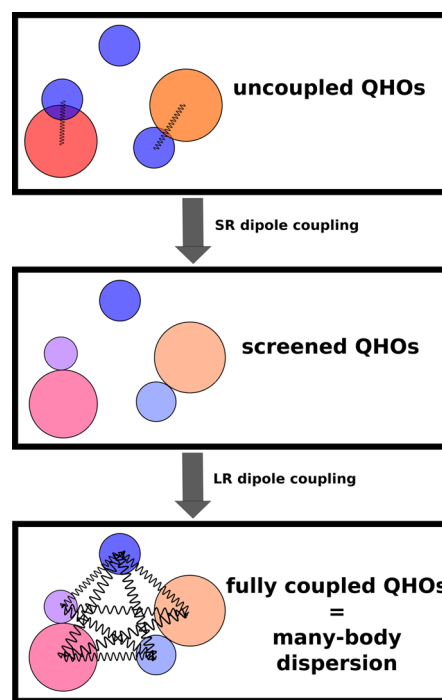 uncoupled QHOs
SR dipole coupling
screened QHOs
LR dipole coupling
fully coupled QHOs
=
many-body
dispersion